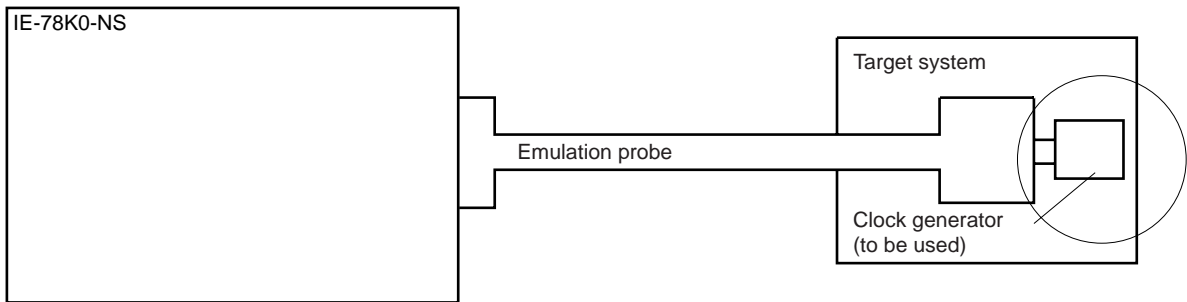 IE-78K0-NS
Target system
Emulation probe
Clock generator
(to be used)